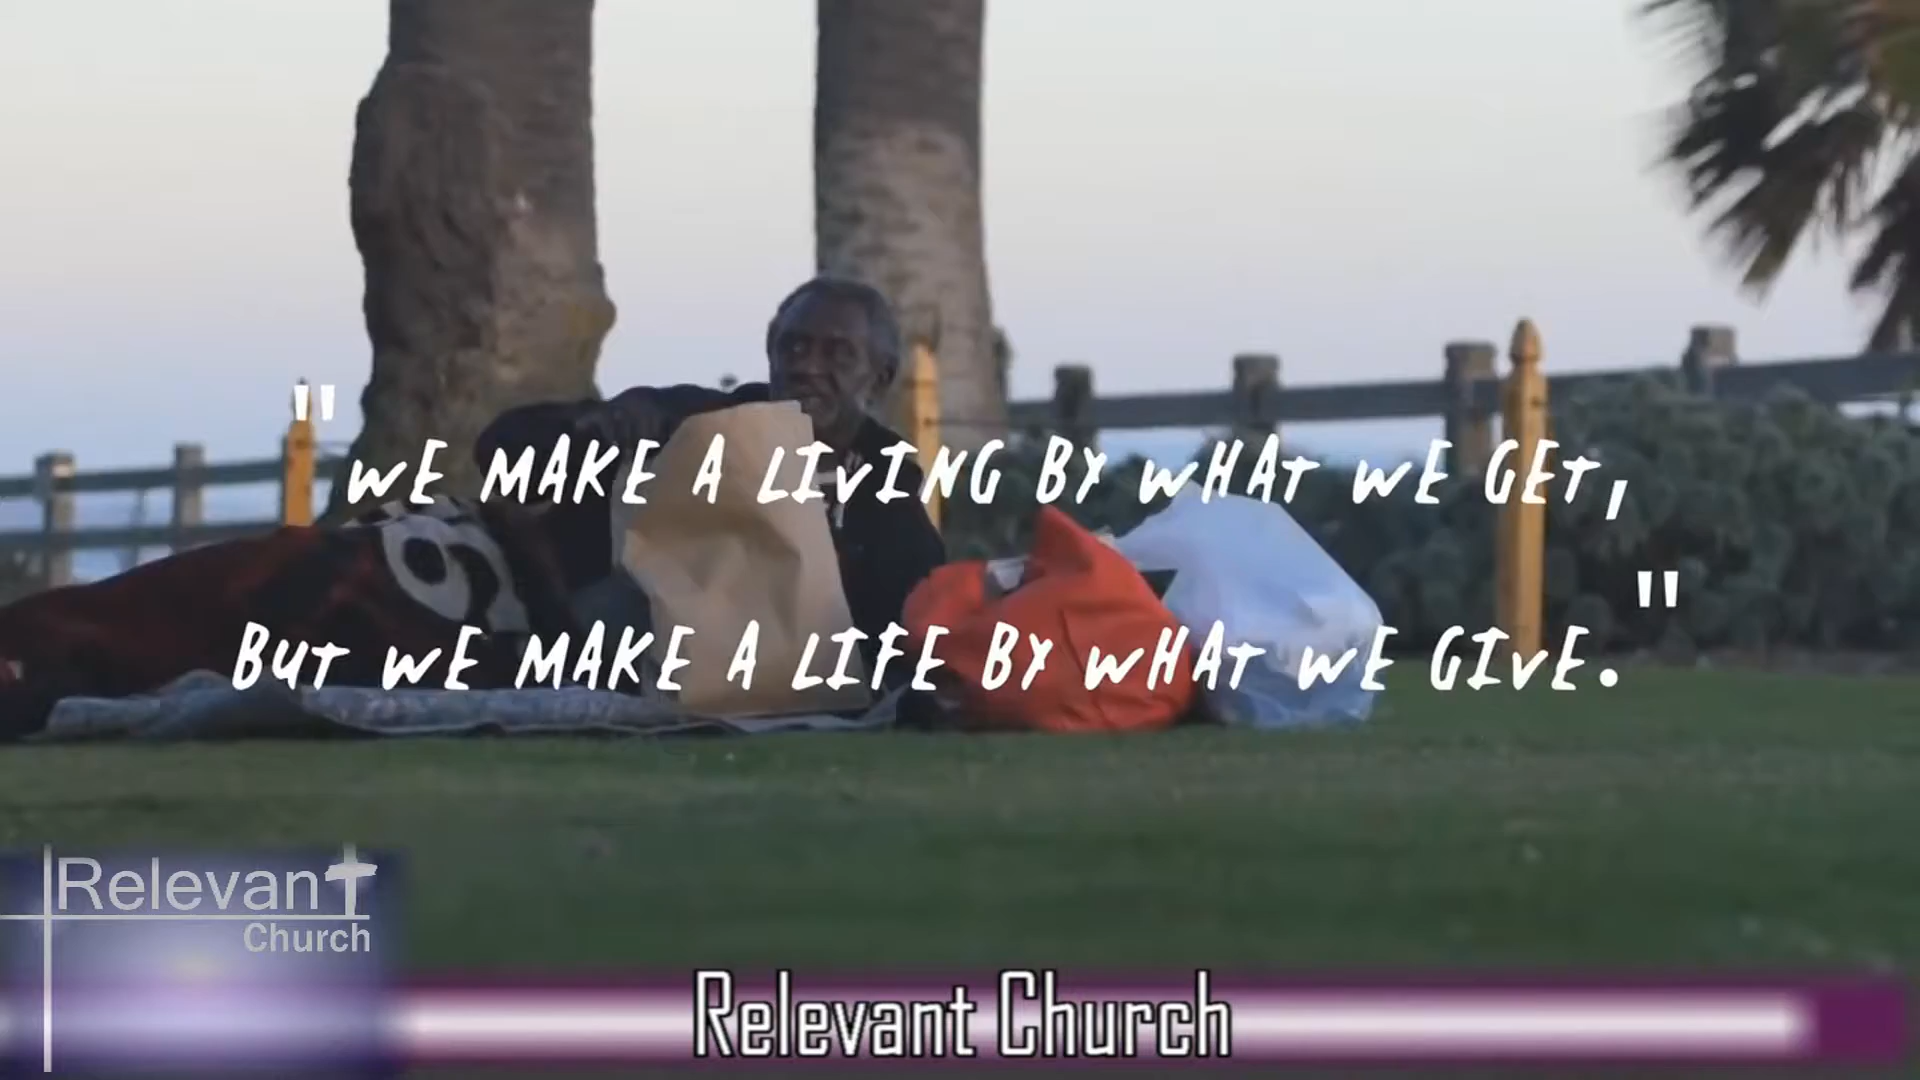 "WE MAKE A LIVING BY WHAT WE GET,
BUT WE MAKE A LIFE BY WHAT WE GIVE."
Relevant
Church
Relevant Church